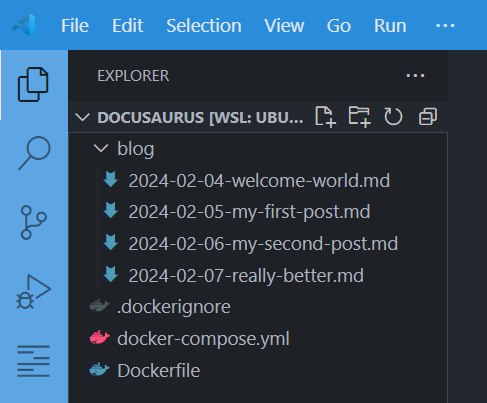 File Edit Selection View Go Run ...
EXPLORER ...
DOCUSAURUS [WSL: UBU...
blog
2024-02-04-welcome-world.md
2024-02-05-my-first-post.md
2024-02-06-my-second-post.md
2024-02-07-really-better.md
.dockerignore
docker-compose.yml
Dockerfile